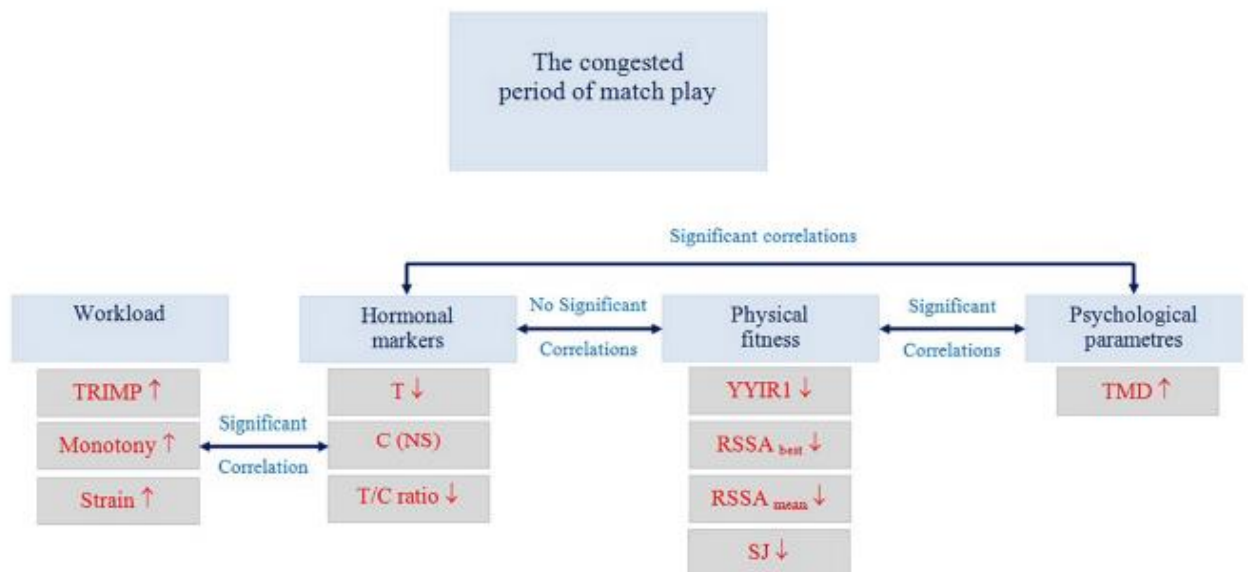 The congested
period of match play
Significant correlations
Workload
Hormonal
markers
No Significant
Correlations
Physical
fitness
Significant
Correlations
Psychological
parametres
TRIMP ↑
Monotony ↑
Strain ↑
Significant
Correlation
T ↓
C (NS)
T/C ratio ↓
YYIR1 ↓
RSSA best ↓
RSSA mean ↓
SJ ↓
TMD ↑